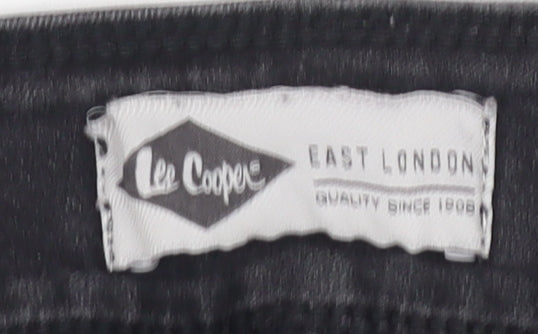 Lee Cooper
EAST LONDON
QUALITY SINCE 1908